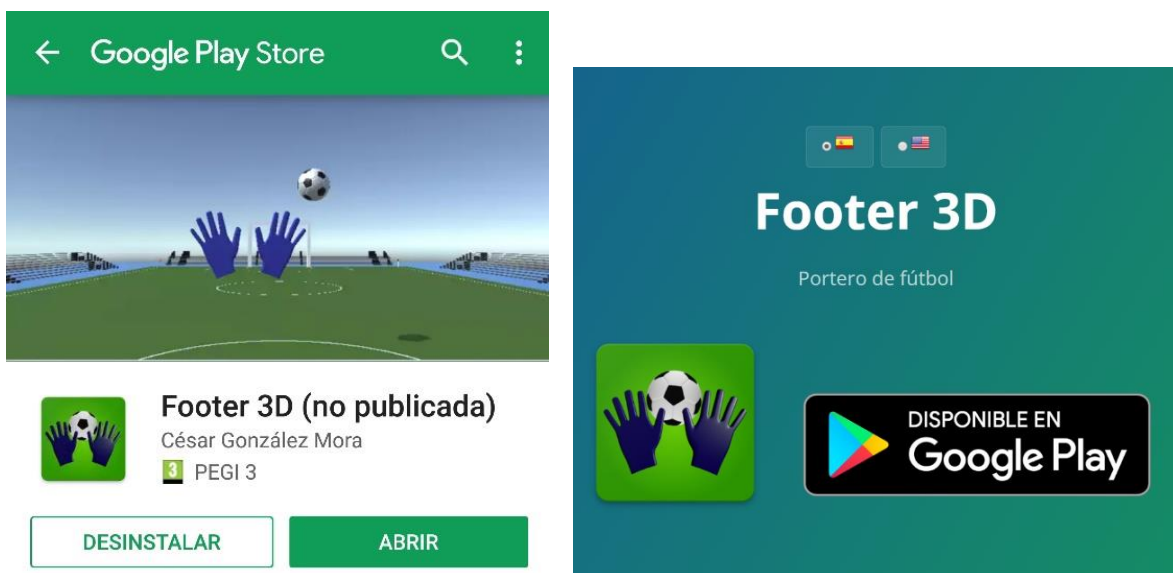 Google Play Store
Footer 3D (no publicada)
César González Mora
3 PEGI 3
DESINSTALAR
ABRIR
Footer 3D
Portero de fútbol
DISPONIBLE EN
Google Play